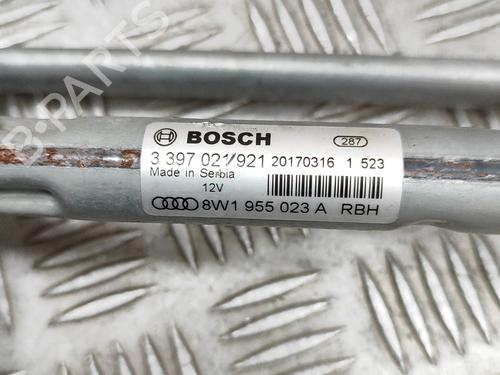 BOSCH 287
3 397 021 921 20170316 1 523
Made in Serbia
12V
8W1 955 023 A RBH
B-PARTS